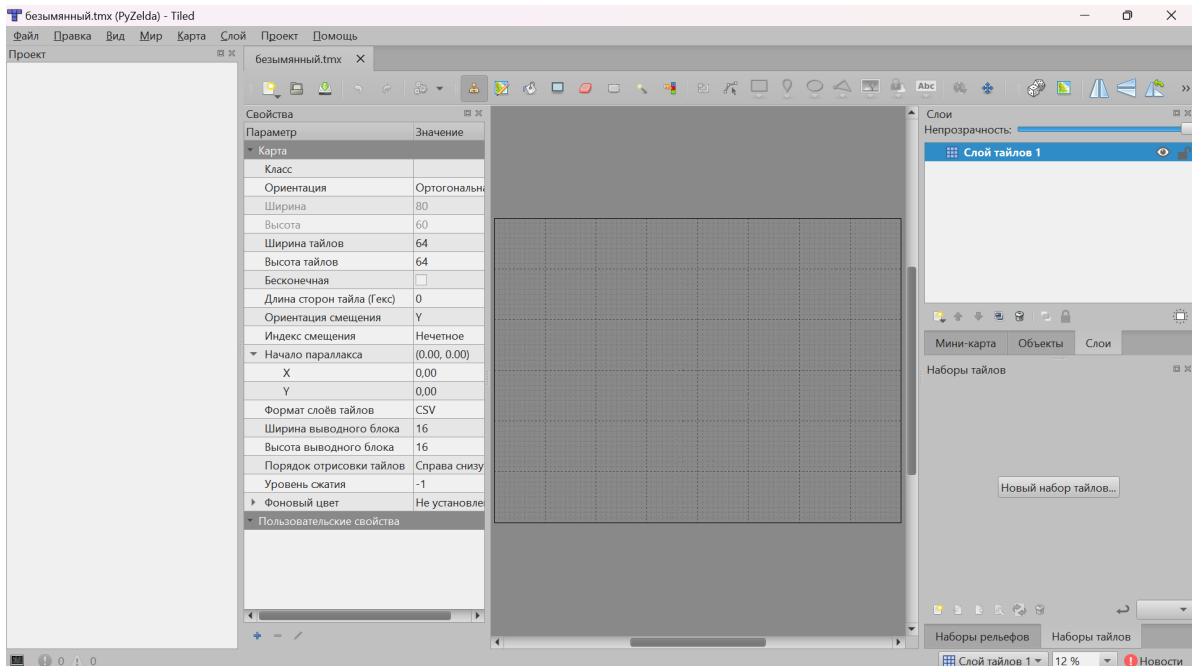 безымянный.tmx (PyZelda) - Tiled
Файл Правка Вид Мир Карта Слой Проект Помощь
Проект
безымянный.tmx
Abc
Свойства
Параметр Значение
Карта
Класс
Ориентация Ортогональн
Ширина 80
Высота 60
Ширина тайлов 64
Высота тайлов 64
Бесконечная
Длина сторон тайла (Гекс) 0
Ориентация смещения Y
Индекс смещения Нечетное
Начало параллакса (0.00, 0.00)
X 0,00
Y 0,00
Формат слоёв тайлов CSV
Ширина выводного блока 16
Высота выводного блока 16
Порядок отрисовки тайлов Справа снизу
Уровень сжатия -1
Фоновый цвет Не установле
Пользовательские свойства
Слои
Непрозрачность:
Слой тайлов 1
Мини-карта Объекты Слои
Наборы тайлов
Новый набор тайлов...
Наборы рельефов Наборы тайлов
0 0
Слой тайлов 1 12 % Новости